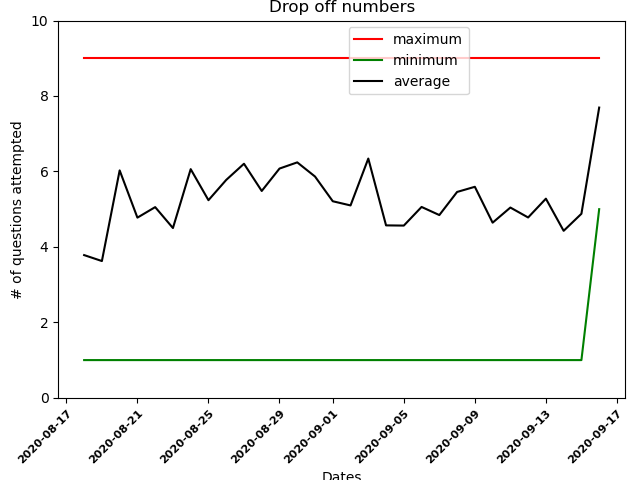 Drop off numbers
maximum
minimum
average
# of questions attempted
10
8
6
4
2
0
2020-08-17
2020-08-21
2020-08-25
2020-08-29
2020-09-01
2020-09-05
2020-09-09
2020-09-13
2020-09-17
Dates